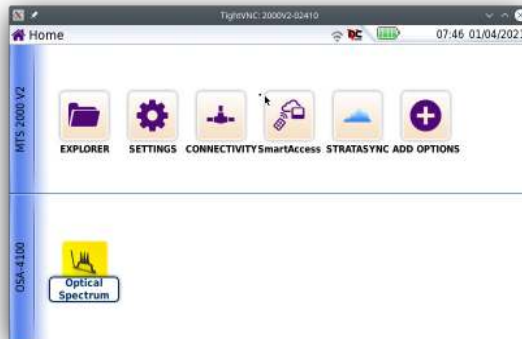 TightVNC: 2000V2-02410
Home
07:46 01/04/2021
MTS 2000 V2
EXPLORER
SETTINGS
CONNECTIVITY
SmartAccess
STRATASYNC
ADD OPTIONS
OSA-4100
Optical
Spectrum